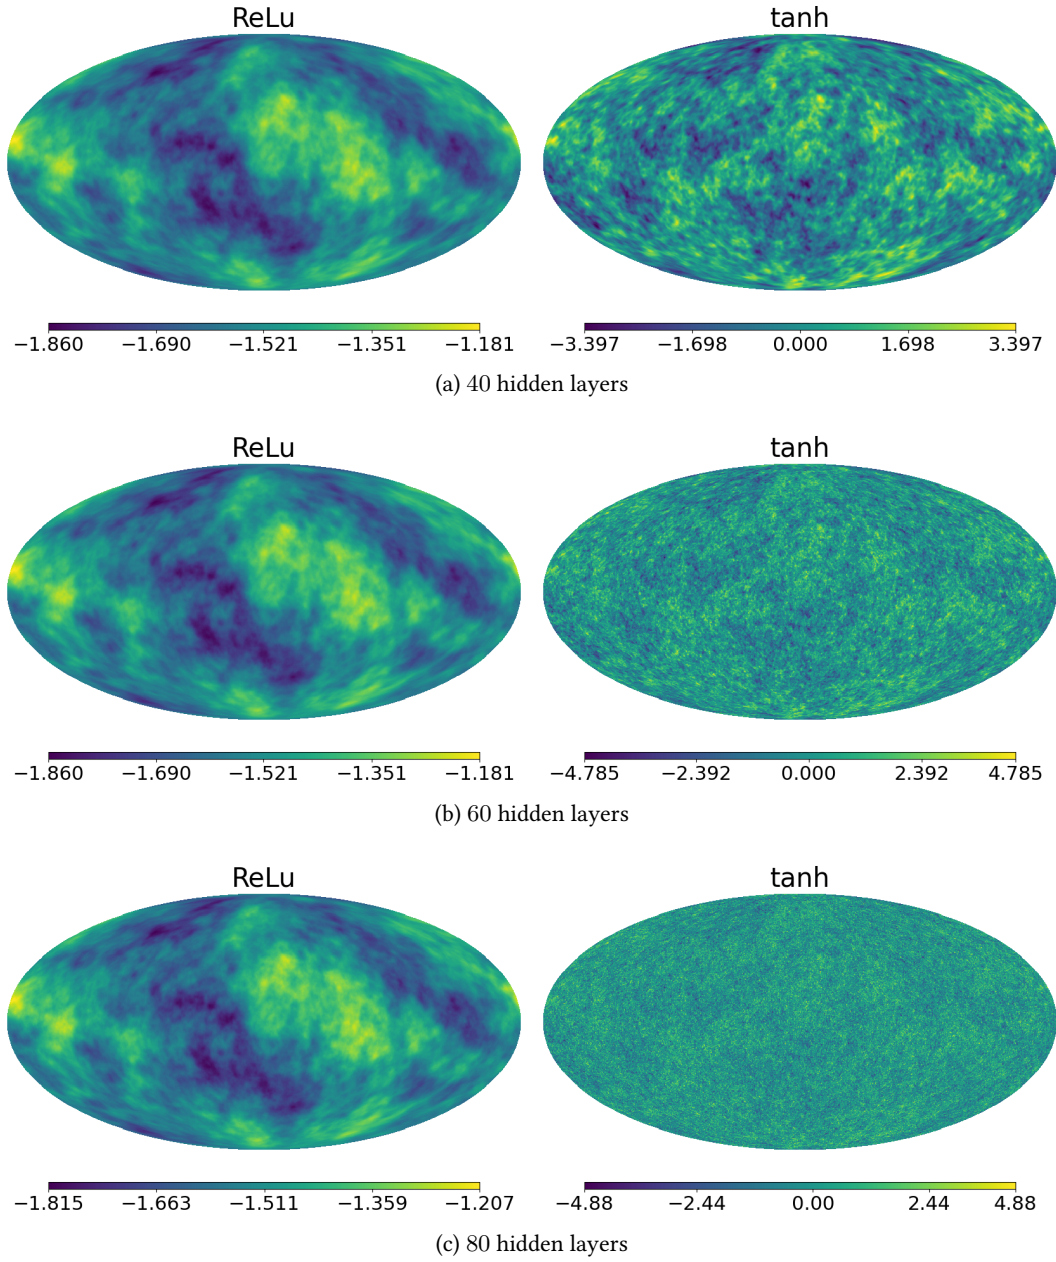 ReLu tanh
−1.860 −1.690 −1.521 −1.351 −1.181 −3.397 −1.698 0.000 1.698 3.397
(a) 40 hidden layers
ReLu tanh
−1.860 −1.690 −1.521 −1.351 −1.181 −4.785 −2.392 0.000 2.392 4.785
(b) 60 hidden layers
ReLu tanh
−1.815 −1.663 −1.511 −1.359 −1.207 −4.88 −2.44 0.00 2.44 4.88
(c) 80 hidden layers